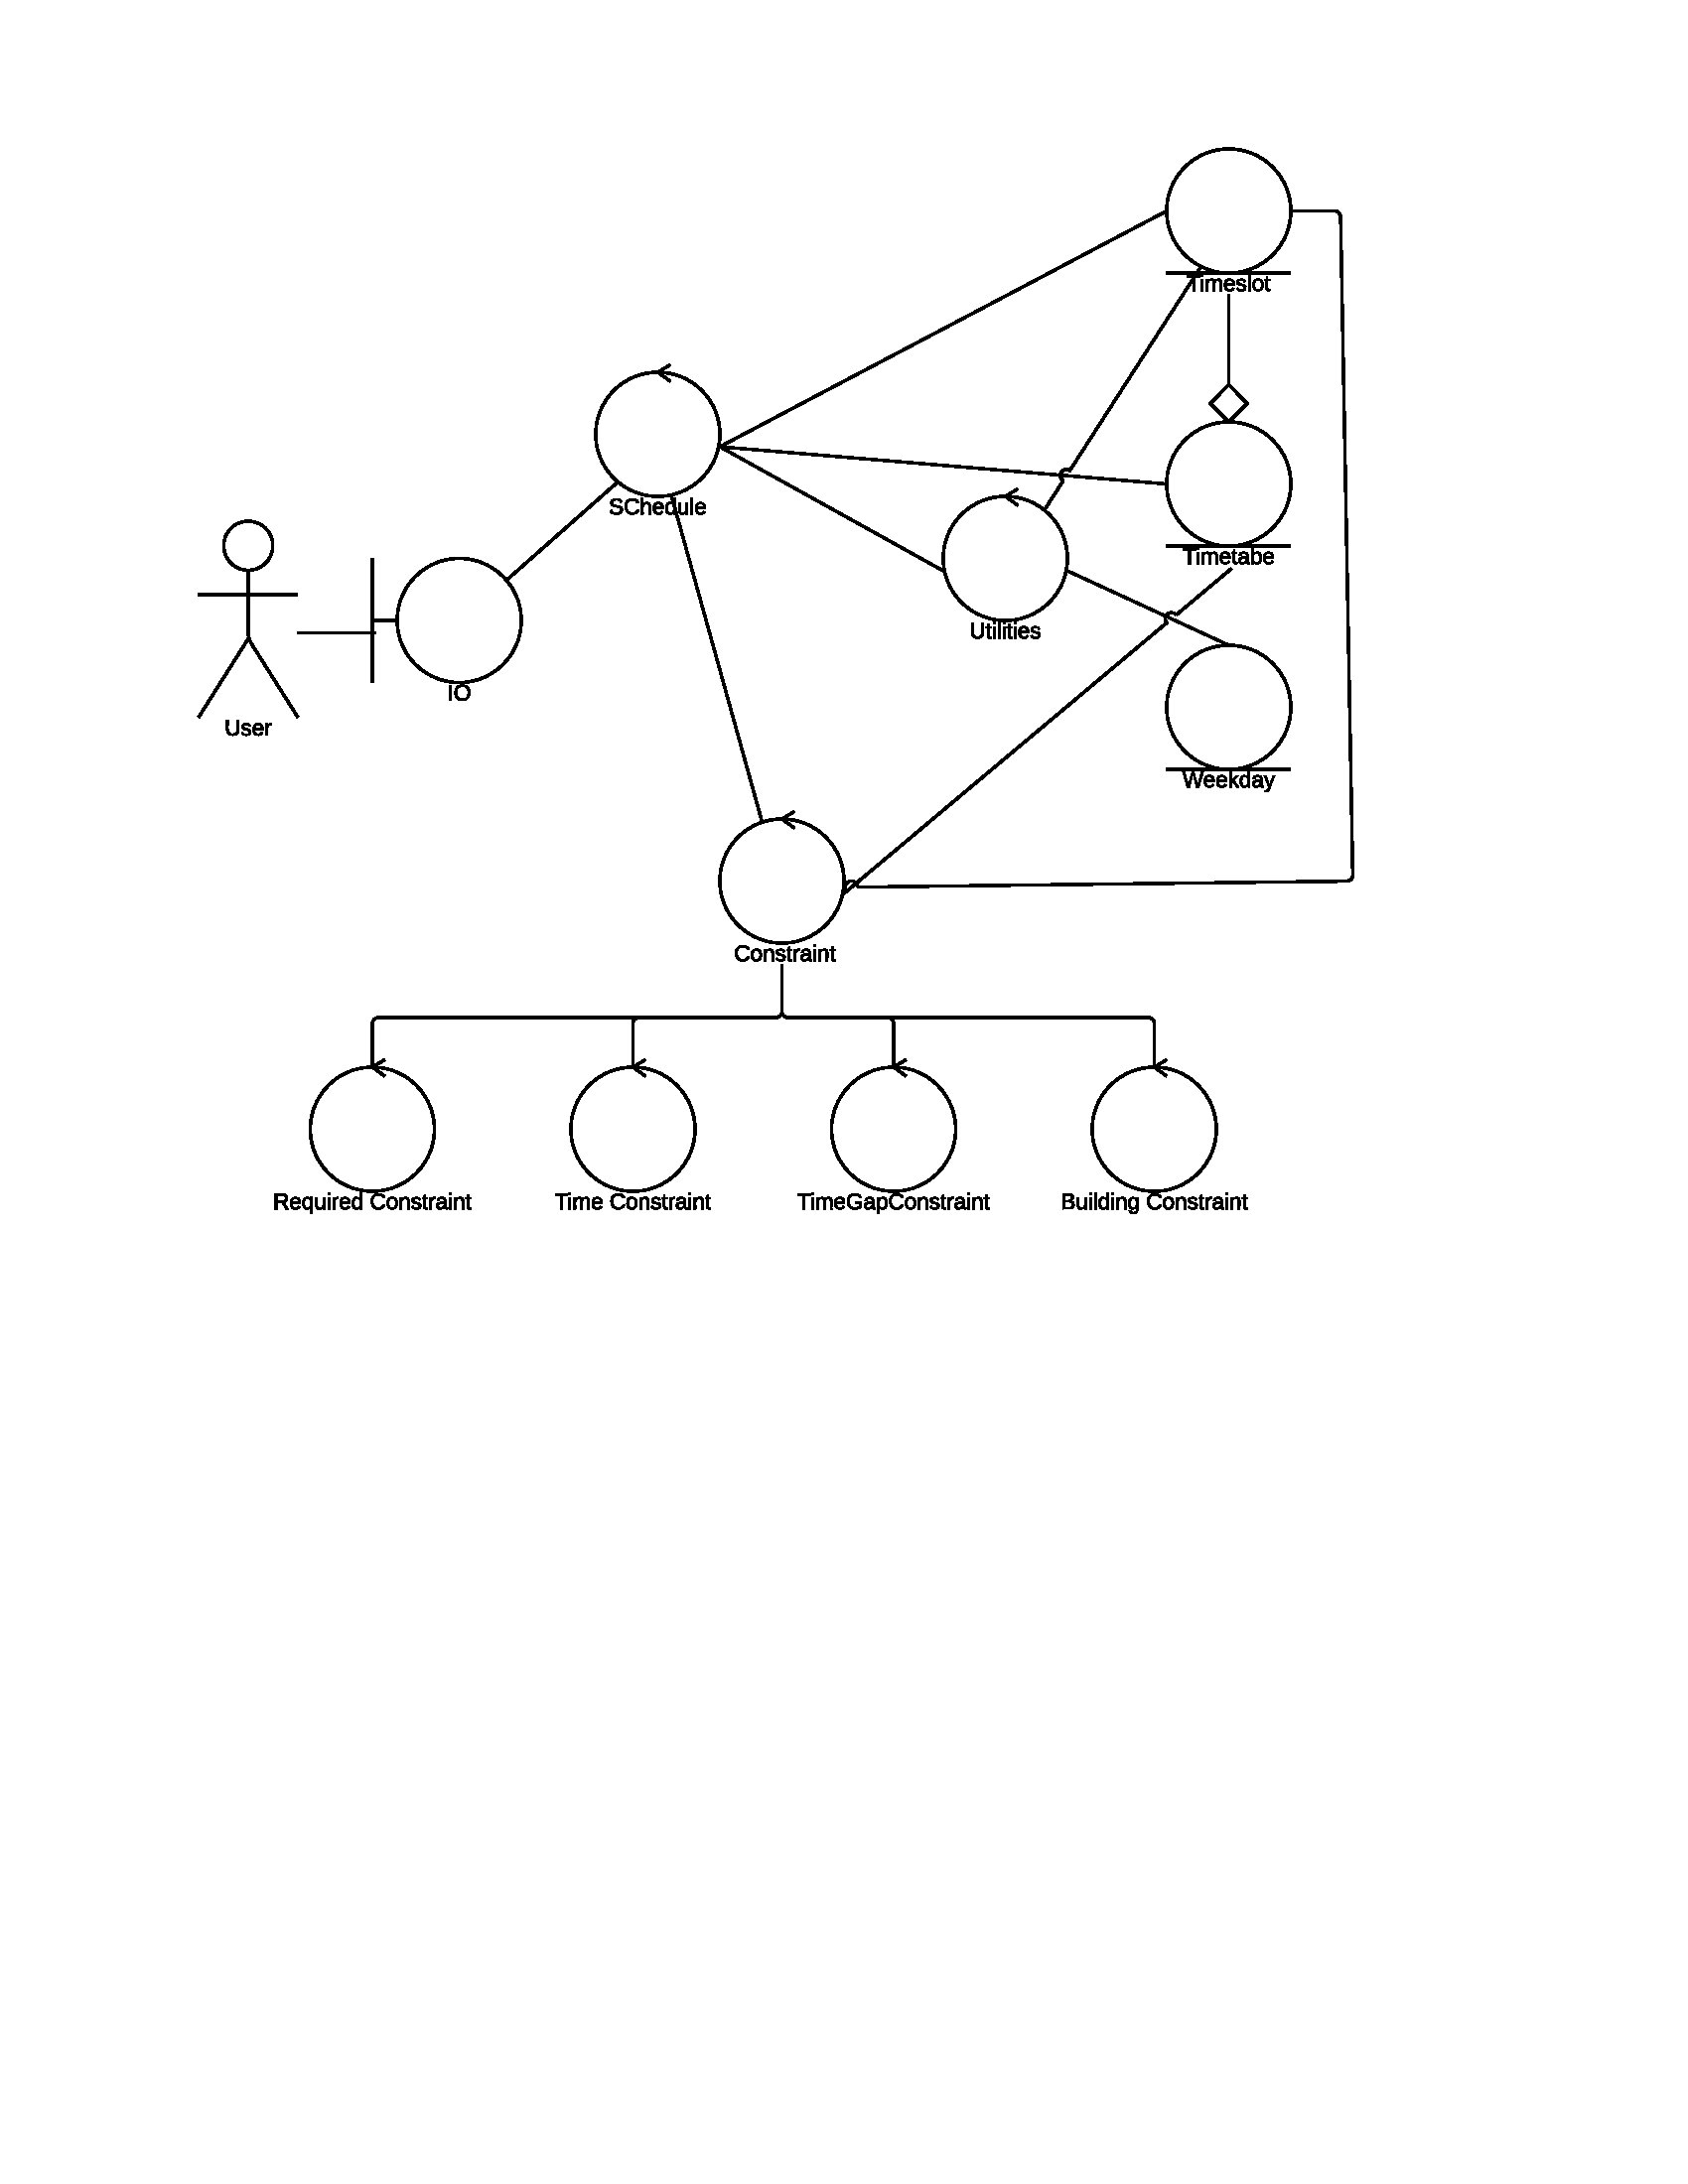 Timeslot
SChedule
Timetabe
Utilities
IO
User
Weekday
Constraint
Required Constraint
Time Constraint
TimeGapConstraint
Building Constraint